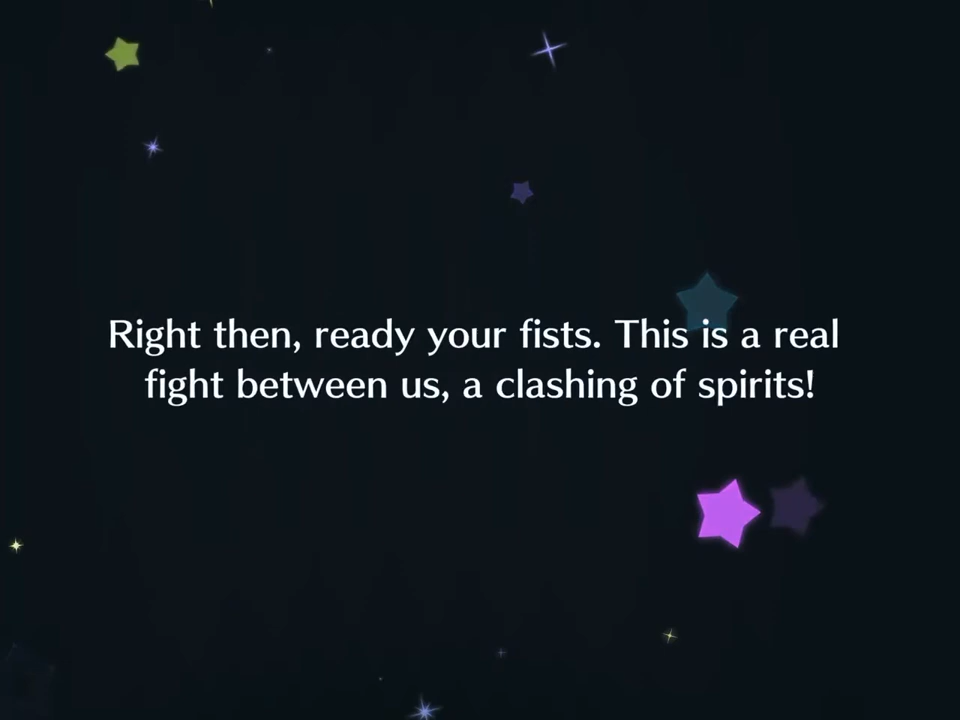 Right then, ready your fists. This is a real
fight between us, a clashing of spirits!